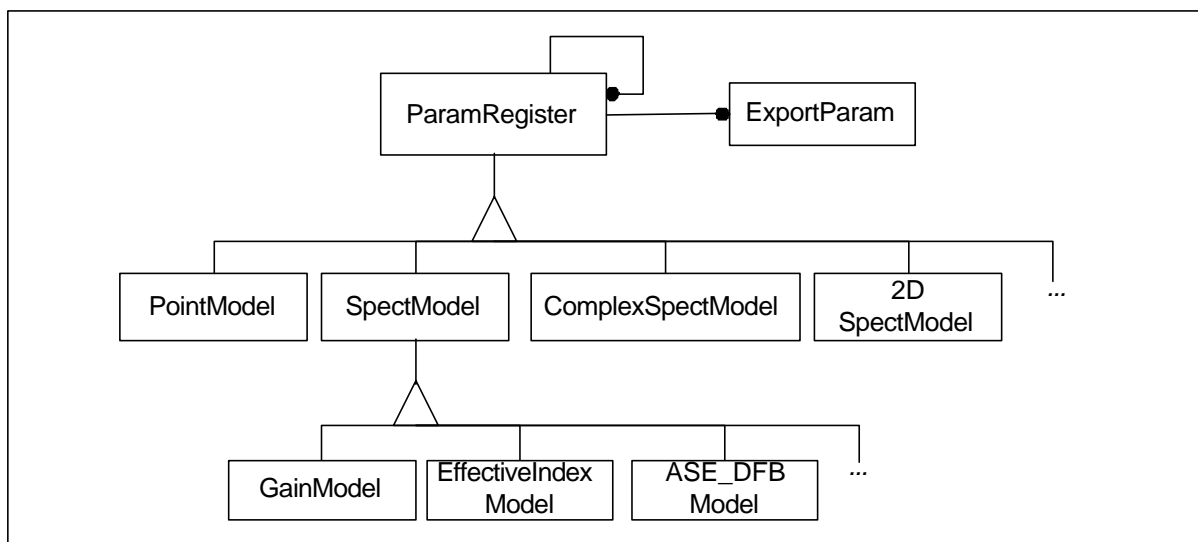 ParamRegister
ExportParam
PointModel
SpectModel
ComplexSpectModel
2D
SpectModel
...
GainModel
EffectiveIndex
Model
ASE_DFB
Model
...